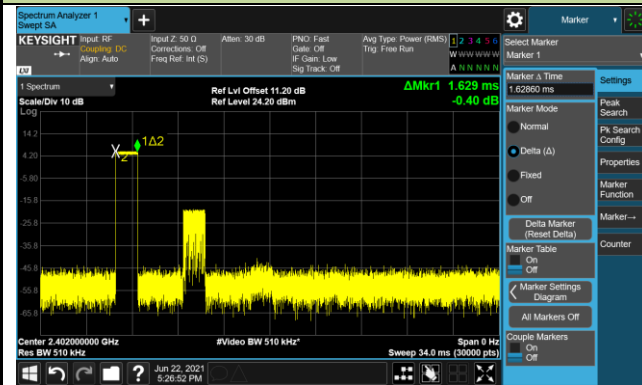 Spectrum Analyzer 1
Swept SA
Marker
KEYSIGHT
Input: RF
Coupling: DC
Align: Auto
Input Z: 50 Ω
Corrections: Off
Freq Ref: Int (S)
Atten: 30 dB
PNO: Fast
Gate: Off
IF Gain: Low
Sig Track: Off
Avg Type: Power (RMS)
Trig: Free Run
1 2 3 4 5 6
W W W W W W
A N N N N N
LXI
Select Marker
Marker 1
1 Spectrum
Scale/Div 10 dB
Log
Ref Lvl Offset 11.20 dB
Ref Level 24.20 dBm
ΔMkr1 1.629 ms
-0.40 dB
14.2
4.20
-5.80
-15.8
-25.8
-35.8
-45.8
-55.8
-65.8
X2
1Δ2
Center 2.402000000 GHz
Res BW 510 kHz
#Video BW 510 kHz*
Span 0 Hz
Sweep 34.0 ms (30000 pts)
Marker Δ Time
1.62860 ms
Marker Mode
Normal
Delta (Δ)
Fixed
Off
Delta Marker
(Reset Delta)
Marker Table
On
Off
Marker Settings
Diagram
All Markers Off
Couple Markers
On
Off
Settings
Peak
Search
Pk Search
Config
Properties
Marker
Function
Marker→
Counter
Jun 22, 2021
5:26:52 PM